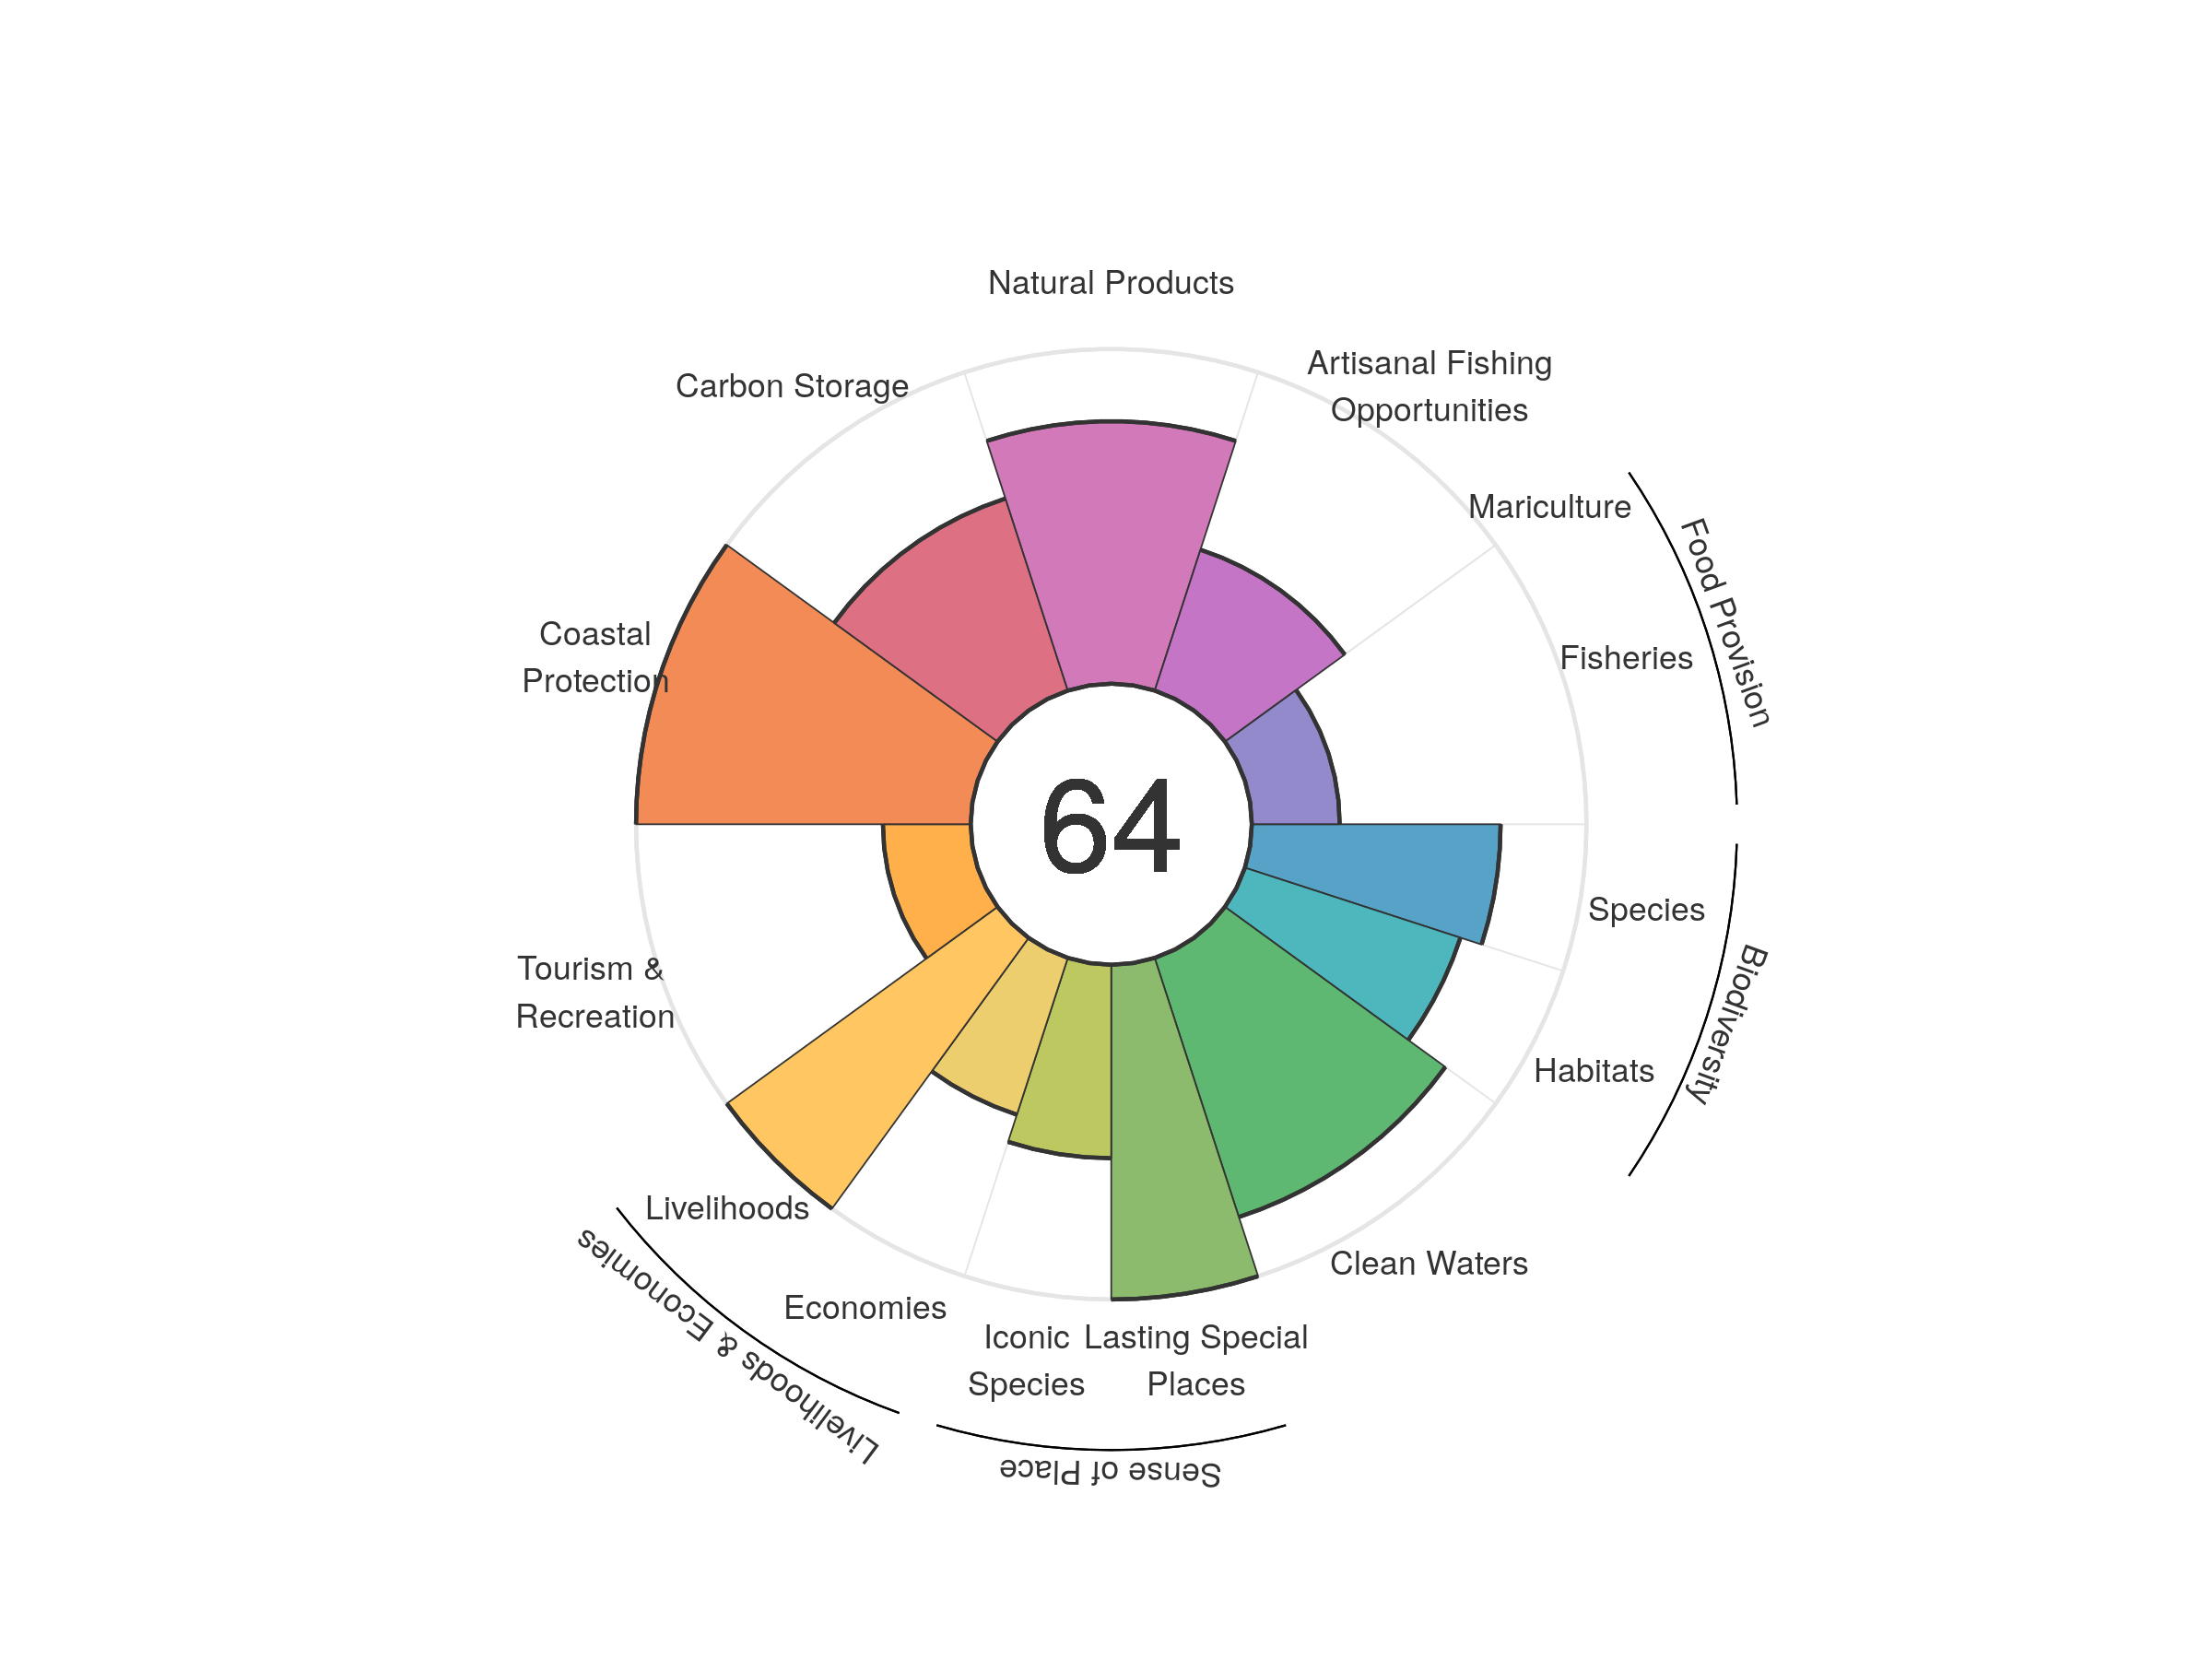 Natural Products
Artisanal Fishing
Opportunities
Carbon Storage
Mariculture
Food Provision
Fisheries
Coastal
Protection
64
Species
Biodiversity
Tourism &
Recreation
Habitats
Livelihoods
Clean Waters
Livelihoods & Economies
Economies
Iconic
Species
Lasting Special
Places
Sense of Place